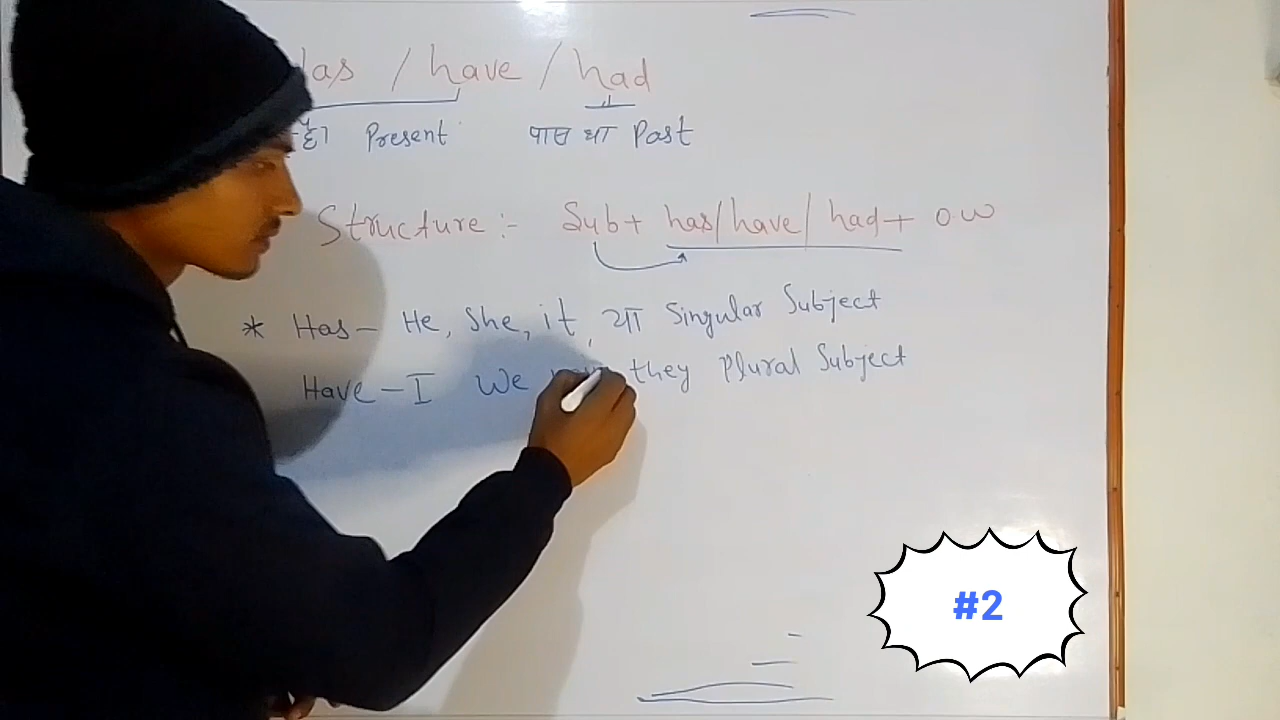 / have / had
Present पास था Past
Structure :- Sub+ has/have/ had+ o.w
* Has – He, She, it, या Singular Subject
Have – I We they Plural Subject
#2